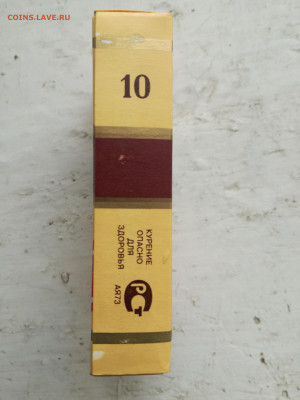 COINS.LAVE.RU
10
КУРЕНИЕ
ОПАСНО
ДЛЯ
ЗДОРОВЬЯ
РСТ
АЯ73